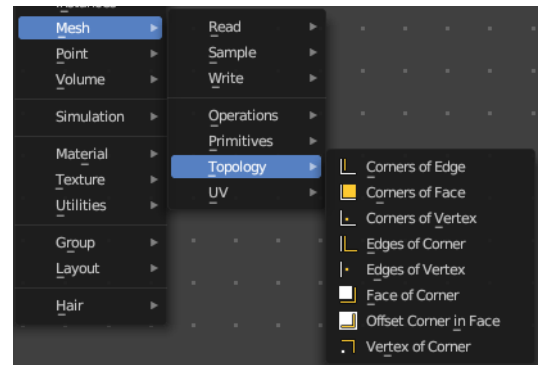 Instances
Mesh
Point
Volume
Simulation
Material
Texture
Utilities
Group
Layout
Hair
Read
Sample
Write
Operations
Primitives
Topology
UV
Corners of Edge
Corners of Face
Corners of Vertex
Edges of Corner
Edges of Vertex
Face of Corner
Offset Corner in Face
Vertex of Corner